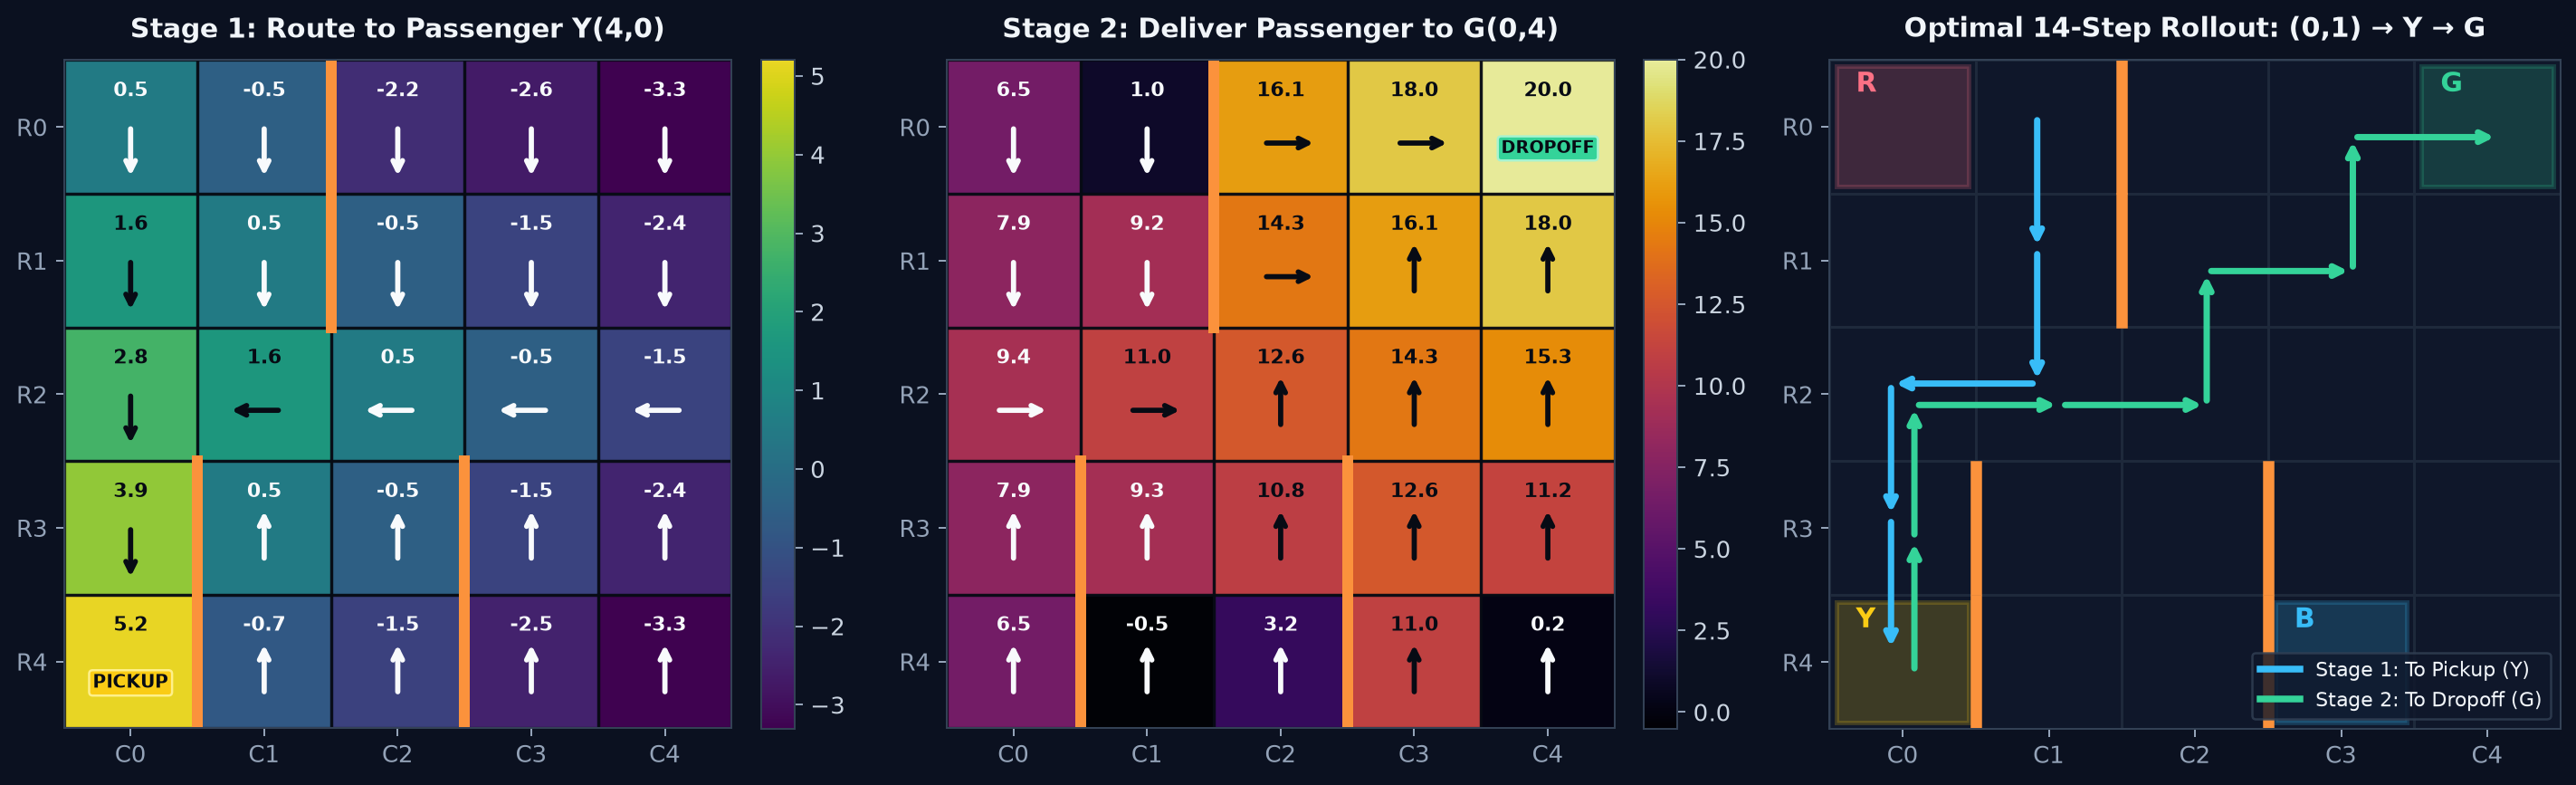 Stage 1: Route to Passenger Y(4,0)
R0 0.5 -0.5 -2.2 -2.6 -3.3
R1 1.6 0.5 -0.5 -1.5 -2.4
R2 2.8 1.6 0.5 -0.5 -1.5
R3 3.9 0.5 -0.5 -1.5 -2.4
R4 5.2 -0.7 -1.5 -2.5 -3.3
PICKUP
C0 C1 C2 C3 C4
5
4
3
2
1
0
−1
−2
−3
Stage 2: Deliver Passenger to G(0,4)
R0 6.5 1.0 16.1 18.0 20.0
DROPOFF
R1 7.9 9.2 14.3 16.1 18.0
R2 9.4 11.0 12.6 14.3 15.3
R3 7.9 9.3 10.8 12.6 11.2
R4 6.5 -0.5 3.2 11.0 0.2
C0 C1 C2 C3 C4
20.0
17.5
15.0
12.5
10.0
7.5
5.0
2.5
0.0
Optimal 14-Step Rollout: (0,1) → Y → G
R G
R0
R1
R2
R3
Y B
R4
Stage 1: To Pickup (Y)
Stage 2: To Dropoff (G)
C0 C1 C2 C3 C4